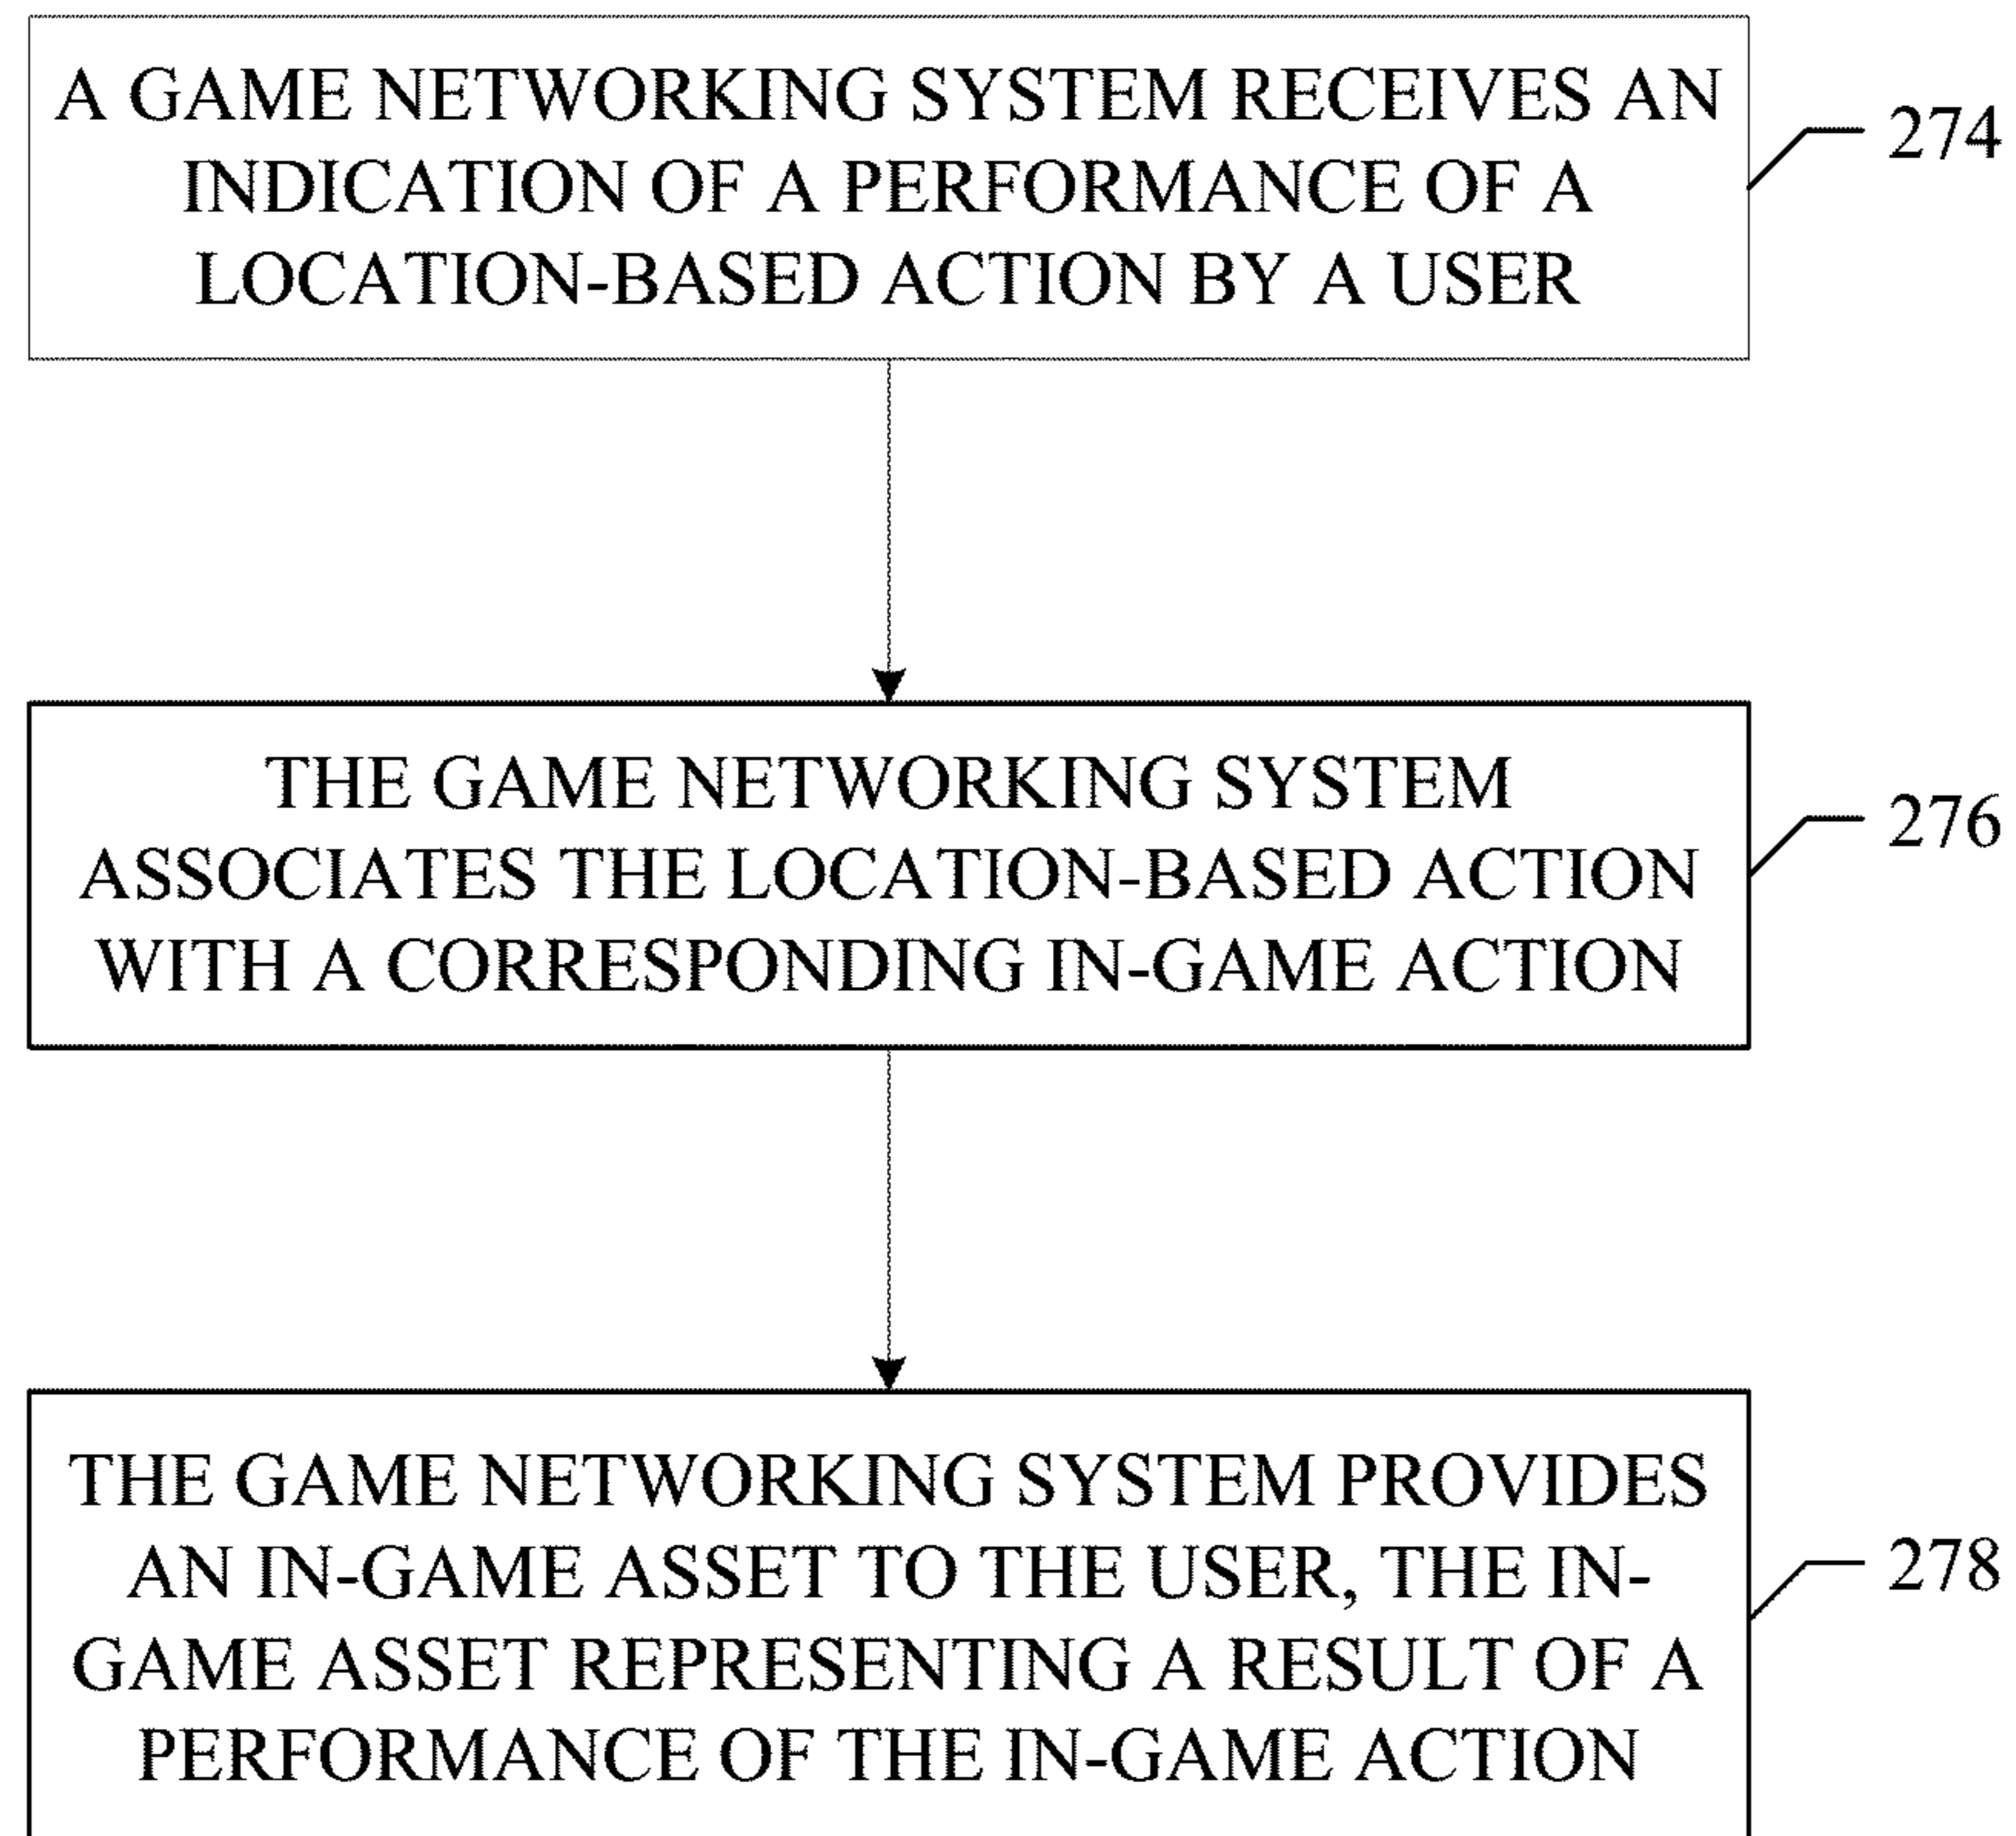 A GAME NETWORKING SYSTEM RECEIVES AN
INDICATION OF A PERFORMANCE OF A
LOCATION-BASED ACTION BY A USER
274
THE GAME NETWORKING SYSTEM
ASSOCIATES THE LOCATION-BASED ACTION
WITH A CORRESPONDING IN-GAME ACTION
276
THE GAME NETWORKING SYSTEM PROVIDES
AN IN-GAME ASSET TO THE USER, THE IN-
GAME ASSET REPRESENTING A RESULT OF A
PERFORMANCE OF THE IN-GAME ACTION
278